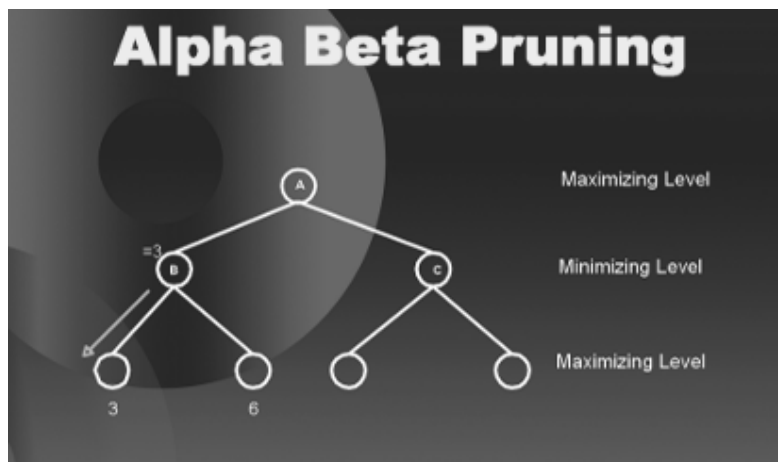 Alpha Beta Pruning
A
Maximizing Level
=3
B
C
Minimizing Level
Maximizing Level
3
6